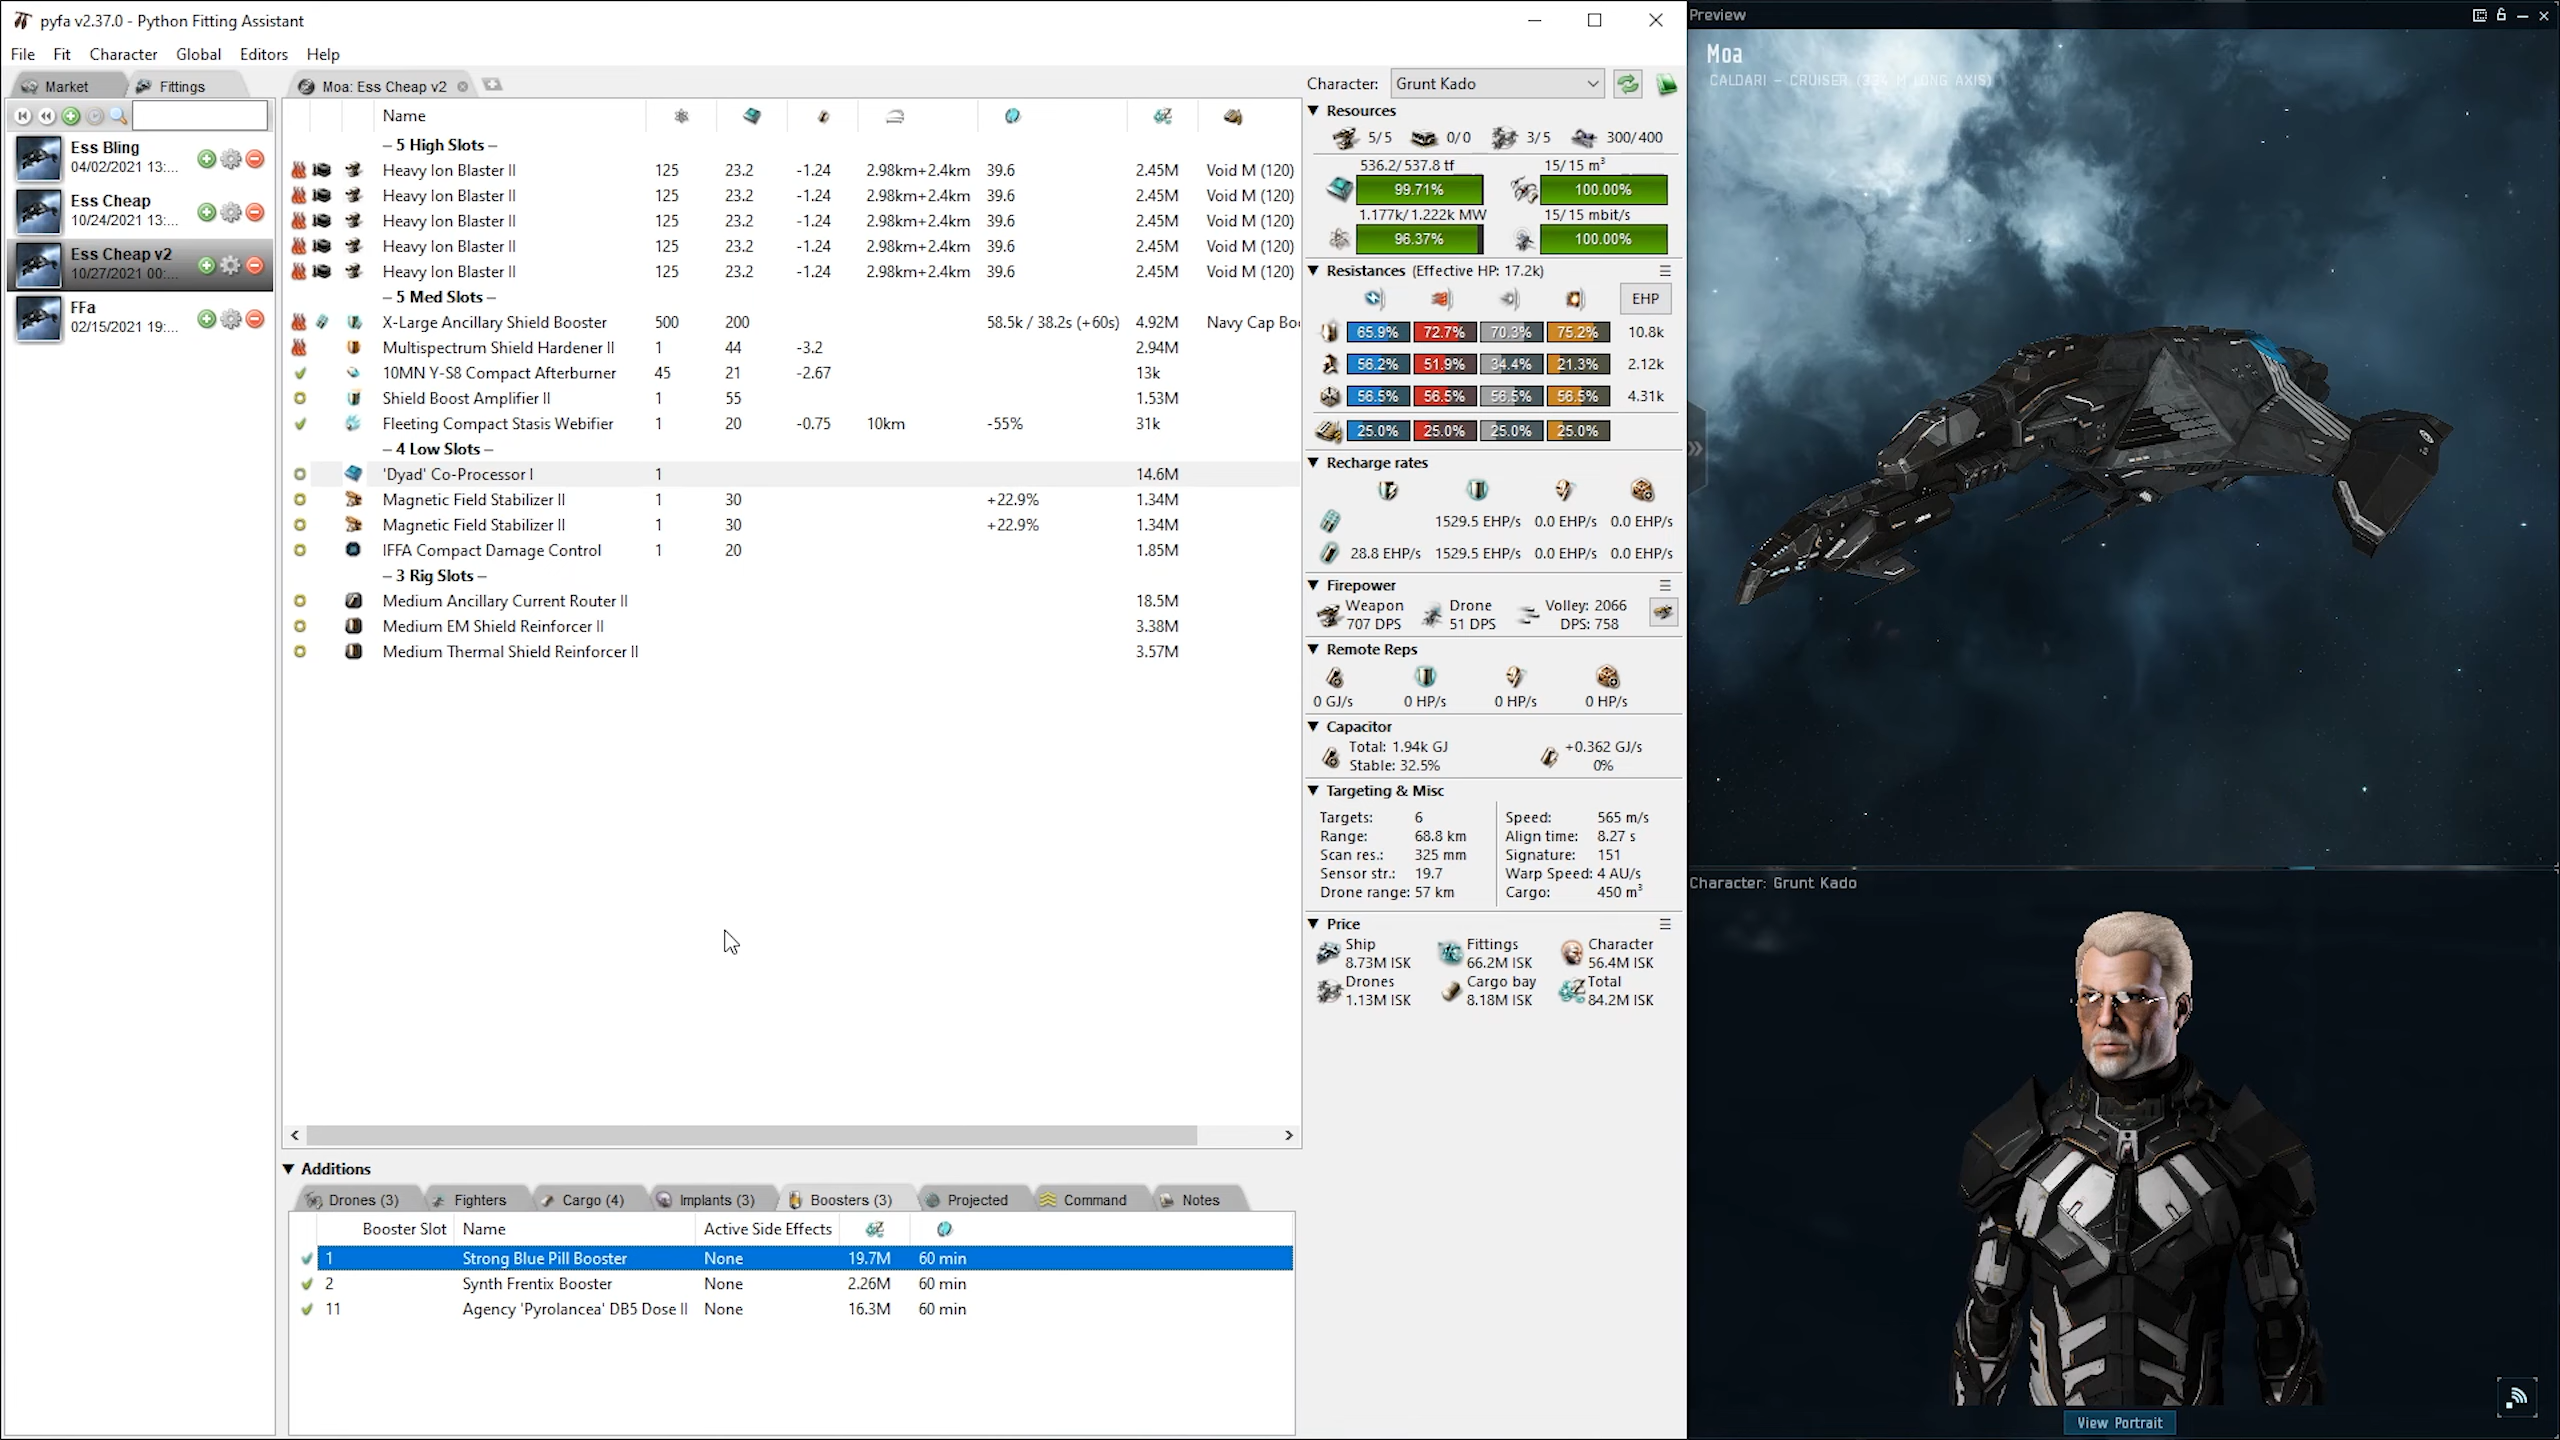 pyfa v2.37.0 - Python Fitting Assistant
File Fit Character Global Editors Help
Market Fittings
Ess Bling
04/02/2021 13:...
Ess Cheap
10/24/2021 13:...
Ess Cheap v2
10/27/2021 00:...
FFa
02/15/2021 19:...
Moa: Ess Cheap v2
Name
– 5 High Slots –
Heavy Ion Blaster II 125 23.2 -1.24 2.98km+2.4km 39.6 2.45M Void M (120)
Heavy Ion Blaster II 125 23.2 -1.24 2.98km+2.4km 39.6 2.45M Void M (120)
Heavy Ion Blaster II 125 23.2 -1.24 2.98km+2.4km 39.6 2.45M Void M (120)
Heavy Ion Blaster II 125 23.2 -1.24 2.98km+2.4km 39.6 2.45M Void M (120)
Heavy Ion Blaster II 125 23.2 -1.24 2.98km+2.4km 39.6 2.45M Void M (120)
– 5 Med Slots –
X-Large Ancillary Shield Booster 500 200 58.5k / 38.2s (+60s) 4.92M Navy Cap Bo
Multispectrum Shield Hardener II 1 44 -3.2 2.94M
10MN Y-S8 Compact Afterburner 45 21 -2.67 13k
Shield Boost Amplifier II 1 55 1.53M
Fleeting Compact Stasis Webifier 1 20 -0.75 10km -55% 31k
– 4 Low Slots –
'Dyad' Co-Processor I 1 14.6M
Magnetic Field Stabilizer II 1 30 +22.9% 1.34M
Magnetic Field Stabilizer II 1 30 +22.9% 1.34M
IFFA Compact Damage Control 1 20 1.85M
– 3 Rig Slots –
Medium Ancillary Current Router II 18.5M
Medium EM Shield Reinforcer II 3.38M
Medium Thermal Shield Reinforcer II 3.57M
Additions
Drones (3) Fighters Cargo (4) Implants (3) Boosters (3) Projected Command Notes
Booster Slot Name Active Side Effects
1 Strong Blue Pill Booster None 19.7M 60 min
2 Synth Frentix Booster None 2.26M 60 min
11 Agency 'Pyrolancea' DB5 Dose II None 16.3M 60 min
Character: Grunt Kado
Resources
5/5 0/0 3/5 300/400
536.2/537.8 tf 15/15 m³
99.71% 100.00%
1.177k/1.222k MW 15/15 mbit/s
96.37% 100.00%
Resistances (Effective HP: 17.2k)
EHP
65.9% 72.7% 70.3% 75.2% 10.8k
56.2% 51.9% 34.4% 21.3% 2.12k
56.5% 56.5% 56.5% 56.5% 4.31k
25.0% 25.0% 25.0% 25.0%
Recharge rates
1529.5 EHP/s 0.0 EHP/s 0.0 EHP/s
28.8 EHP/s 1529.5 EHP/s 0.0 EHP/s 0.0 EHP/s
Firepower
Weapon Drone Volley: 2066
707 DPS 51 DPS DPS: 758
Remote Reps
0 GJ/s 0 HP/s 0 HP/s 0 HP/s
Capacitor
Total: 1.94k GJ +0.362 GJ/s
Stable: 32.5% 0%
Targeting & Misc
Targets: 6 Speed: 565 m/s
Range: 68.8 km Align time: 8.27 s
Scan res.: 325 mm Signature: 151
Sensor str.: 19.7 Warp Speed: 4 AU/s
Drone range: 57 km Cargo: 450 m³
Price
Ship Fittings Character
8.73M ISK 66.2M ISK 56.4M ISK
Drones Cargo bay Total
1.13M ISK 8.18M ISK 84.2M ISK
Preview
Moa
CALDARI – CRUISER (334 M LONG AXIS)
Character: Grunt Kado
View Portrait